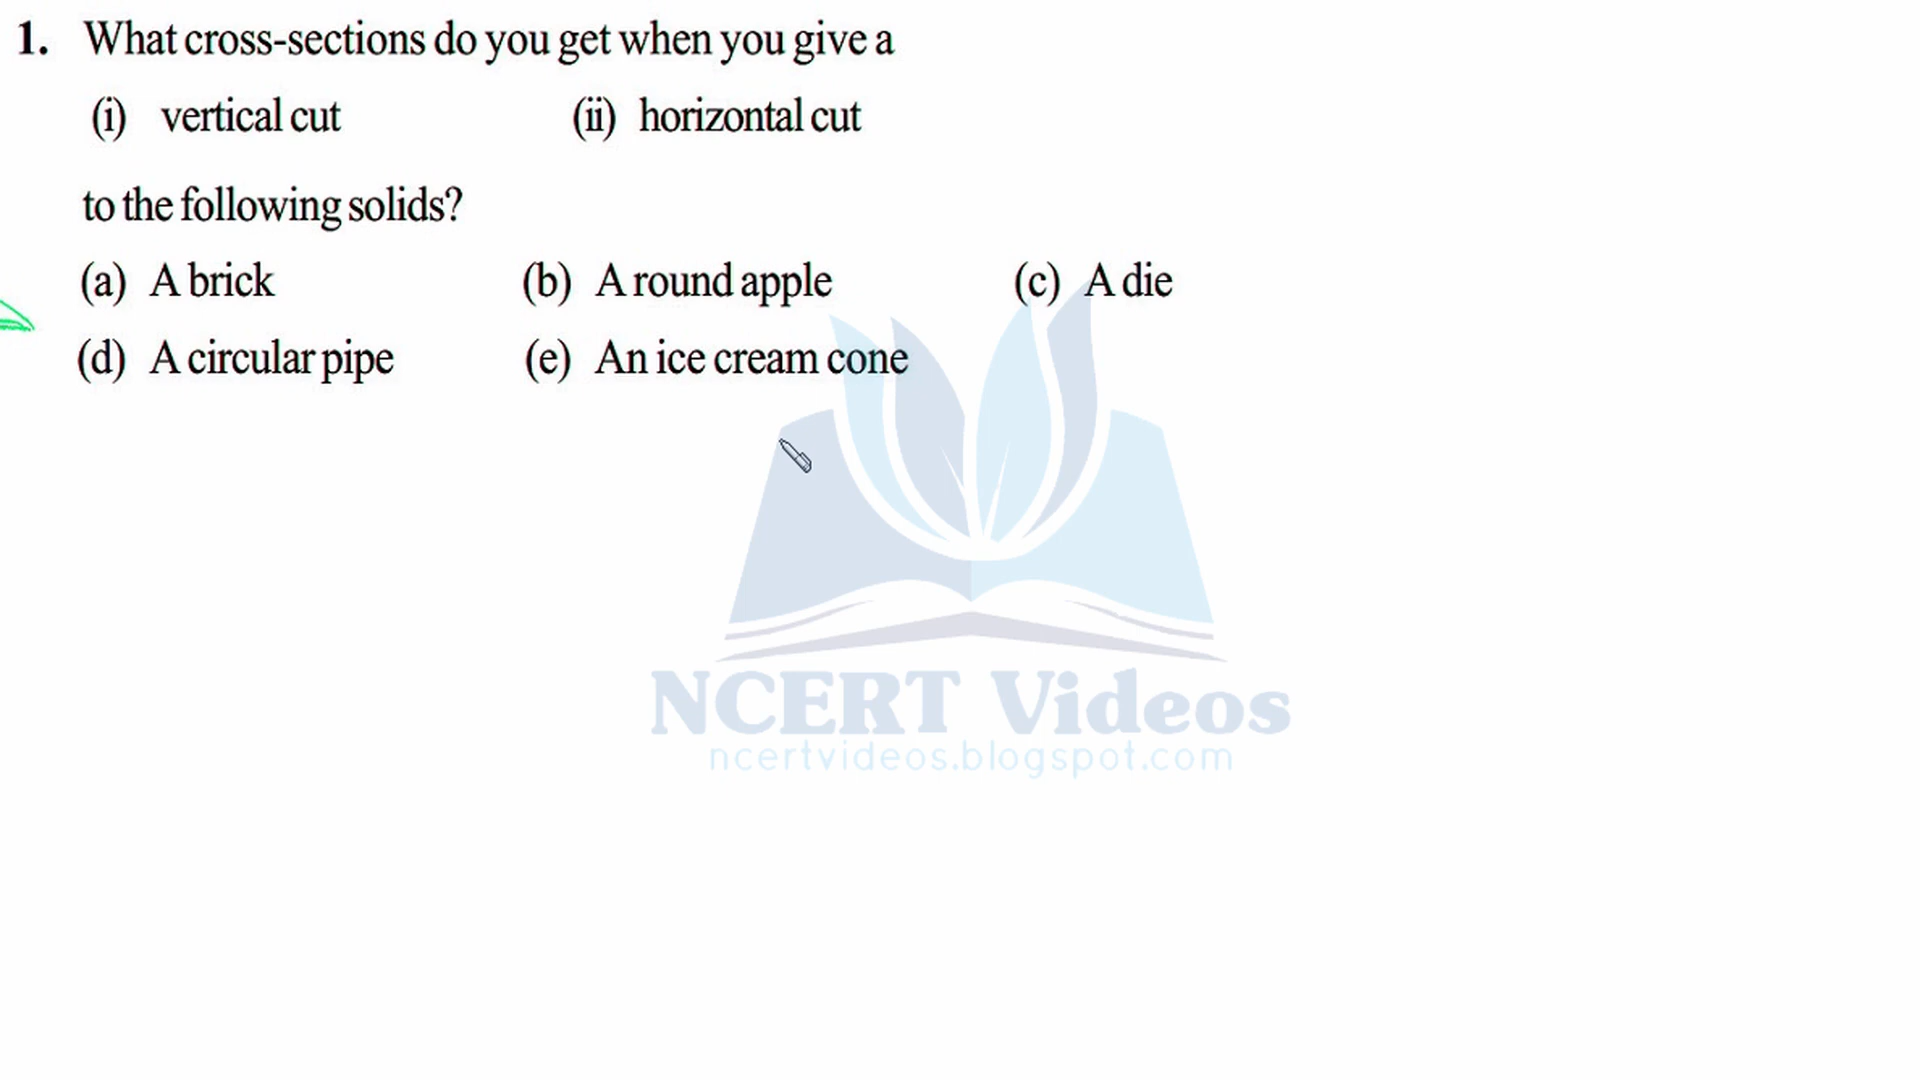 1. What cross-sections do you get when you give a
(i) vertical cut (ii) horizontal cut
to the following solids?
(a) A brick (b) A round apple (c) A die
(d) A circular pipe (e) An ice cream cone
NCERT Videos
ncertvideos.blogspot.com